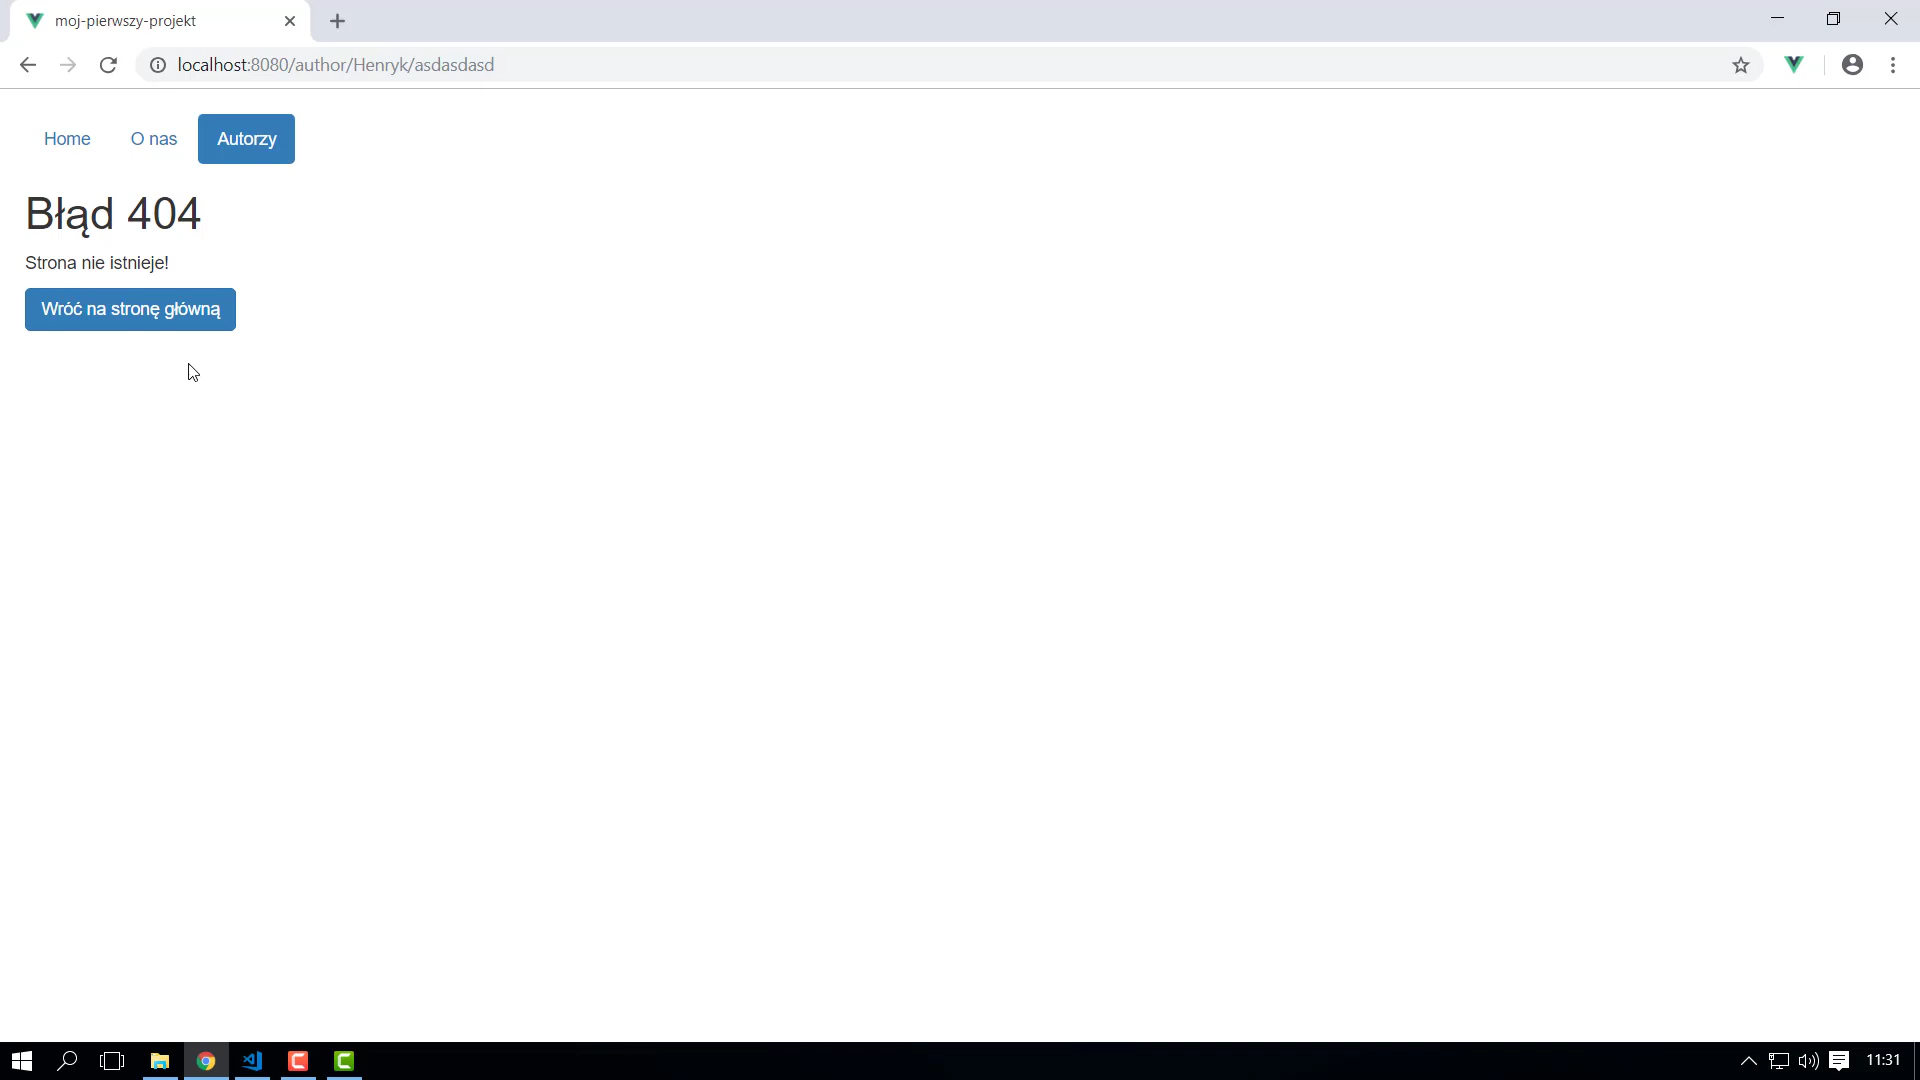 moj-pierwszy-projekt
localhost:8080/author/Henryk/asdasdasd
Home O nas Autorzy
Błąd 404
Strona nie istnieje!
Wróć na stronę główną
11:31